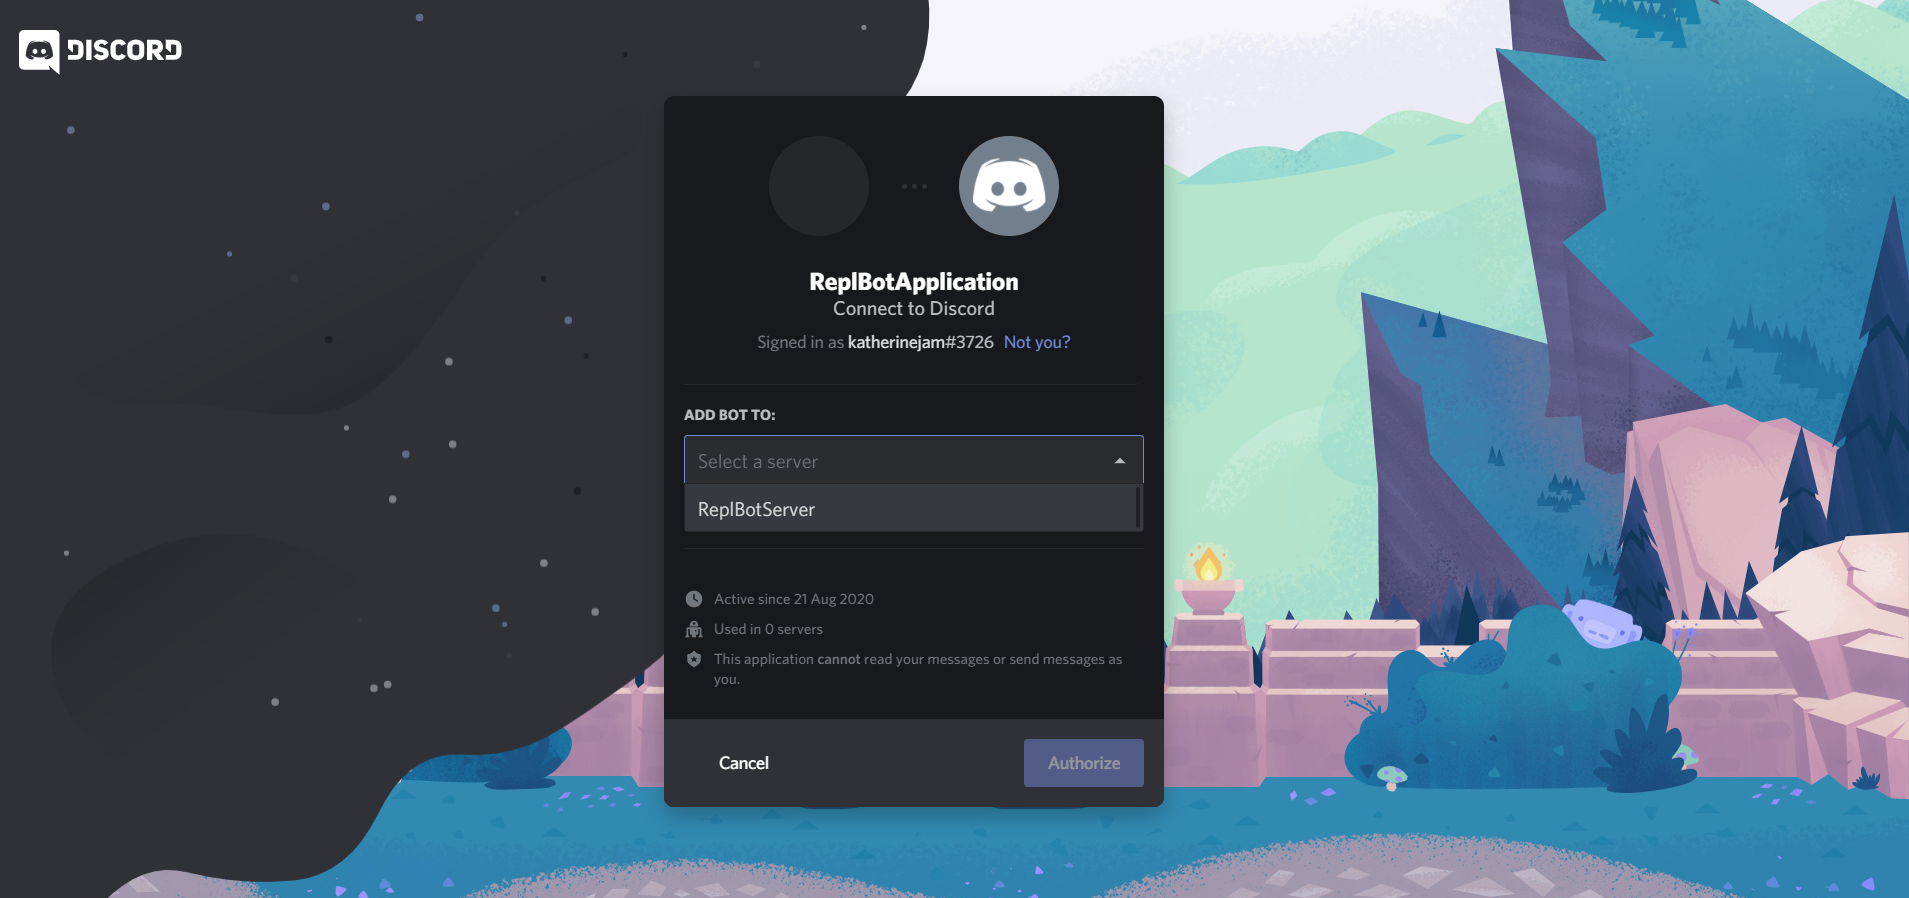 DISCORD
ReplBotApplication
Connect to Discord
Signed in as katherinejam#3726 Not you?
ADD BOT TO:
Select a server
ReplBotServer
Active since 21 Aug 2020
Used in 0 servers
This application cannot read your messages or send messages as
you.
Cancel
Authorize